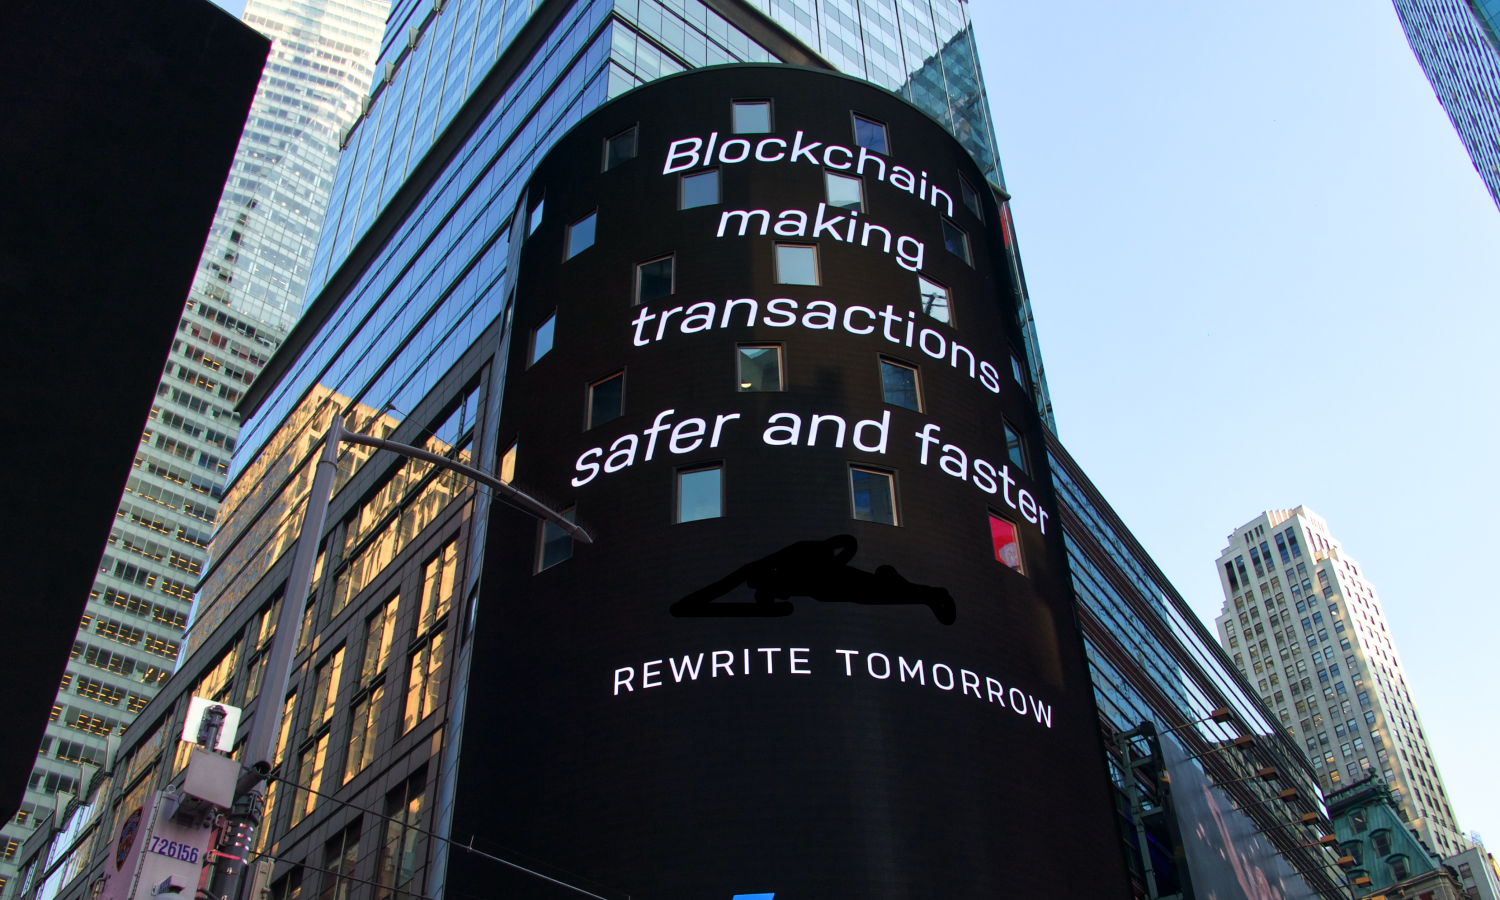 Blockchain
making
transactions
safer and faster
REWRITE TOMORROW
726156